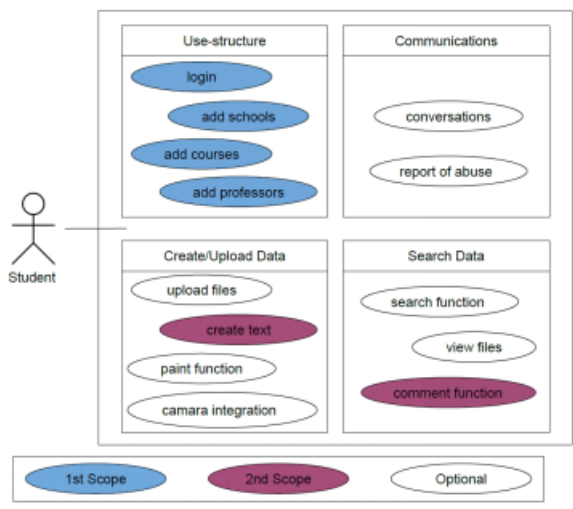 Use-structure
login
add schools
add courses
add professors
Communications
conversations
report of abuse
Student
Create/Upload Data
upload files
create text
paint function
camara integration
Search Data
search function
view files
comment function
1st Scope
2nd Scope
Optional